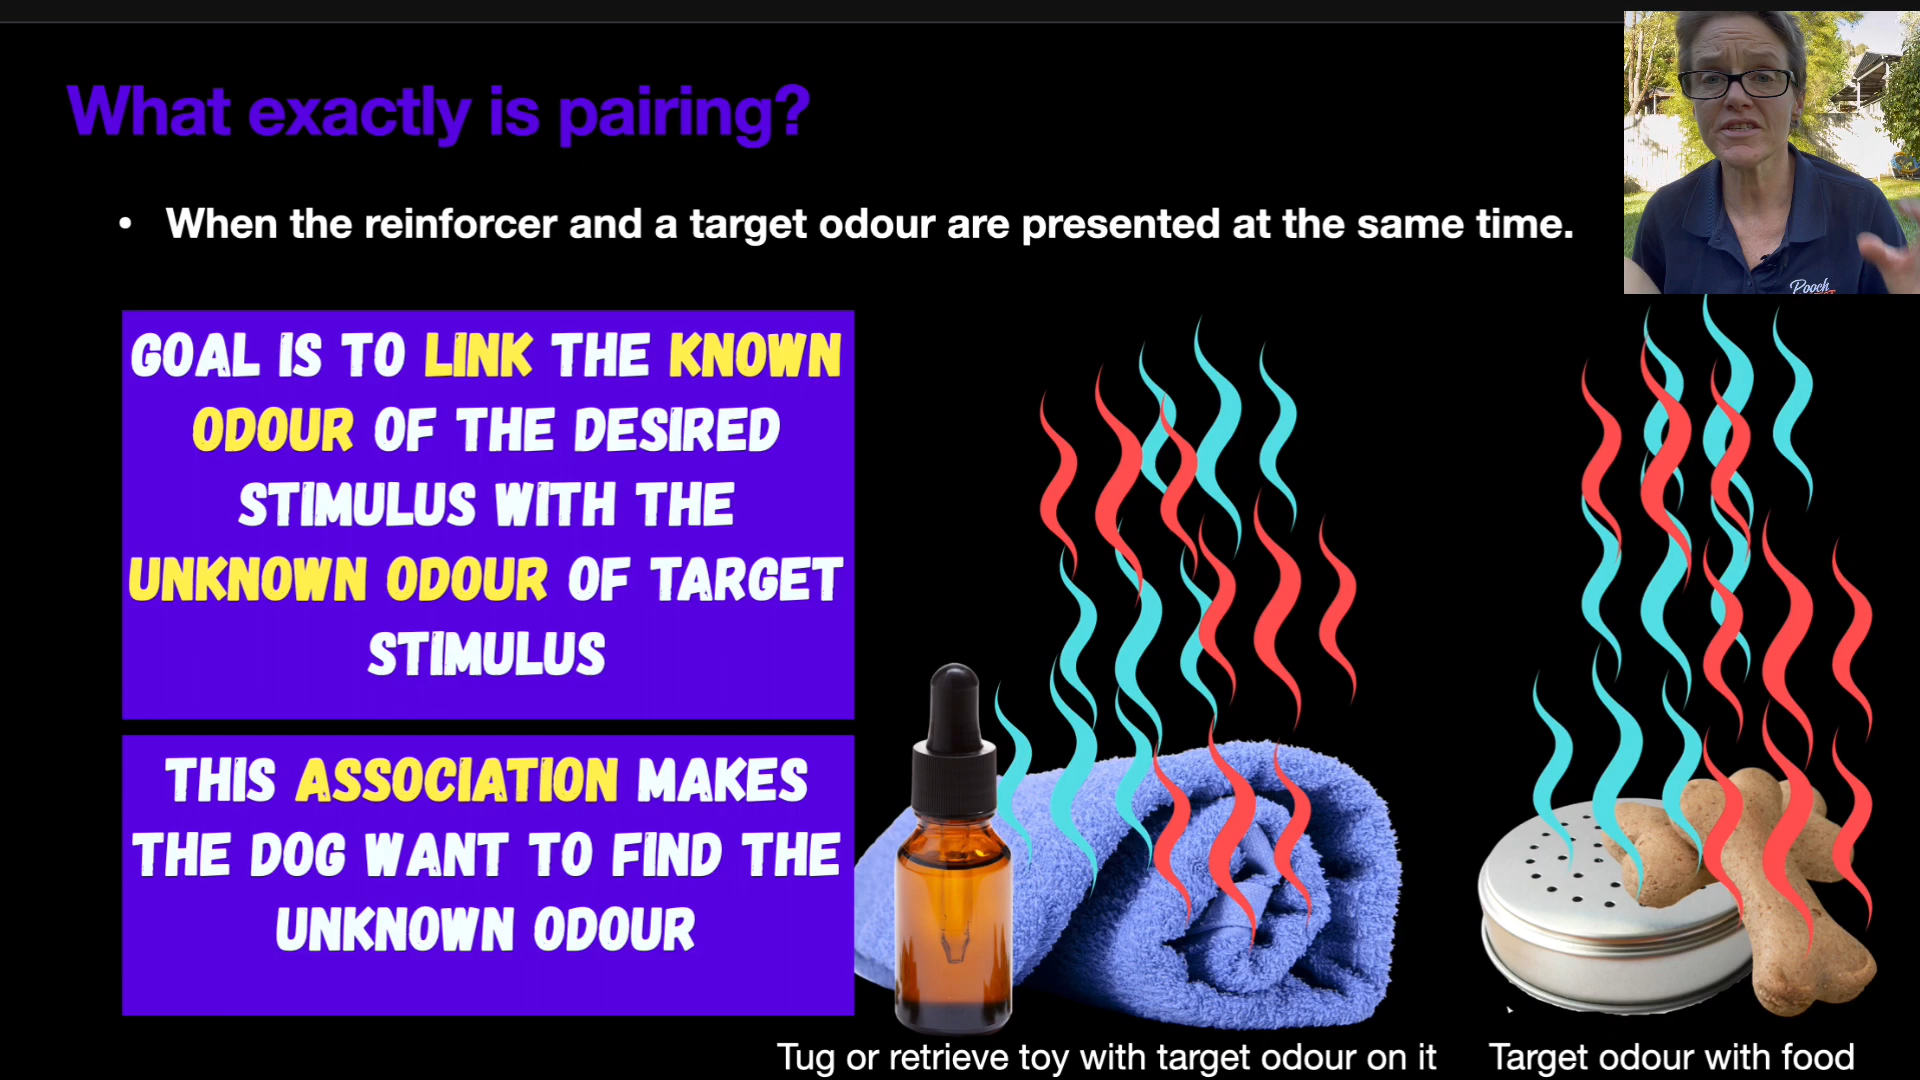 What exactly is pairing?
• When the reinforcer and a target odour are presented at the same time.
GOAL IS TO LINK THE KNOWN
ODOUR OF THE DESIRED
STIMULUS WITH THE
UNKNOWN ODOUR OF TARGET
STIMULUS
THIS ASSOCIATION MAKES
THE DOG WANT TO FIND THE
UNKNOWN ODOUR
Tug or retrieve toy with target odour on it
Target odour with food
Pooch